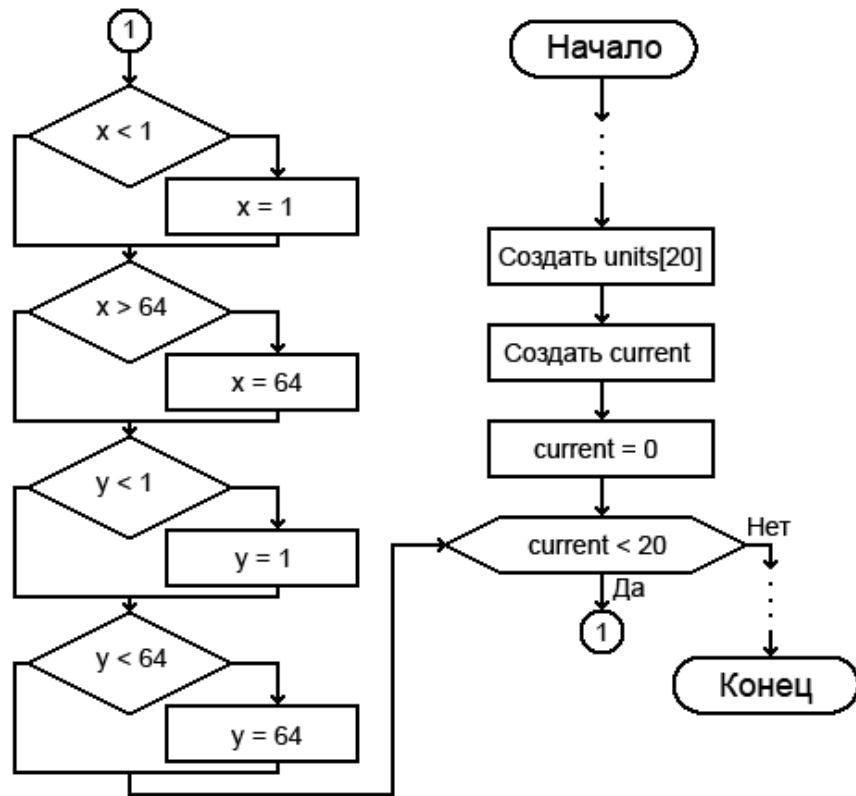 1
x < 1
x = 1
x > 64
x = 64
y < 1
y = 1
y < 64
y = 64
Начало
Создать units[20]
Создать current
current = 0
current < 20
Нет
Да
1
Конец